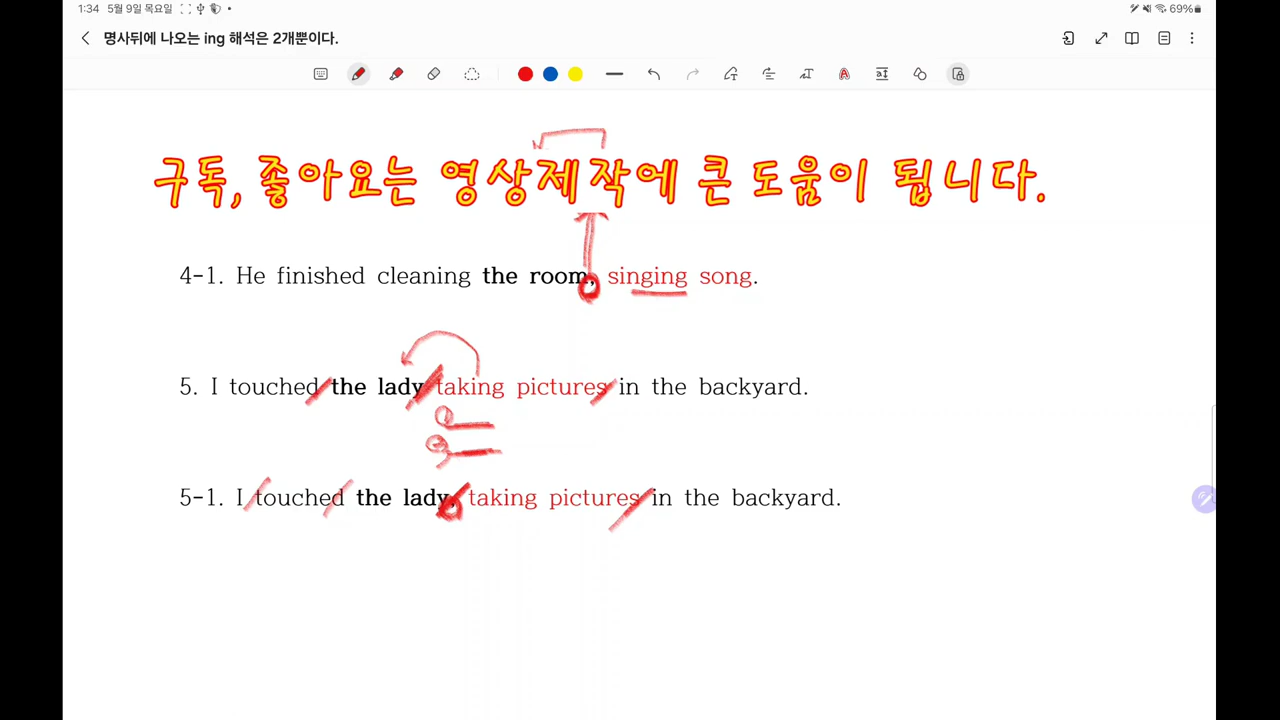 1:34 5월 9일 목요일
69%
명사뒤에 나오는 ing 해석은 2개뿐이다.
구독, 좋아요는 영상제작에 큰 도움이 됩니다.
4-1. He finished cleaning the room, singing song.
5. I touched the lady taking pictures in the backyard.
5-1. I touched the lady, taking pictures in the backyard.